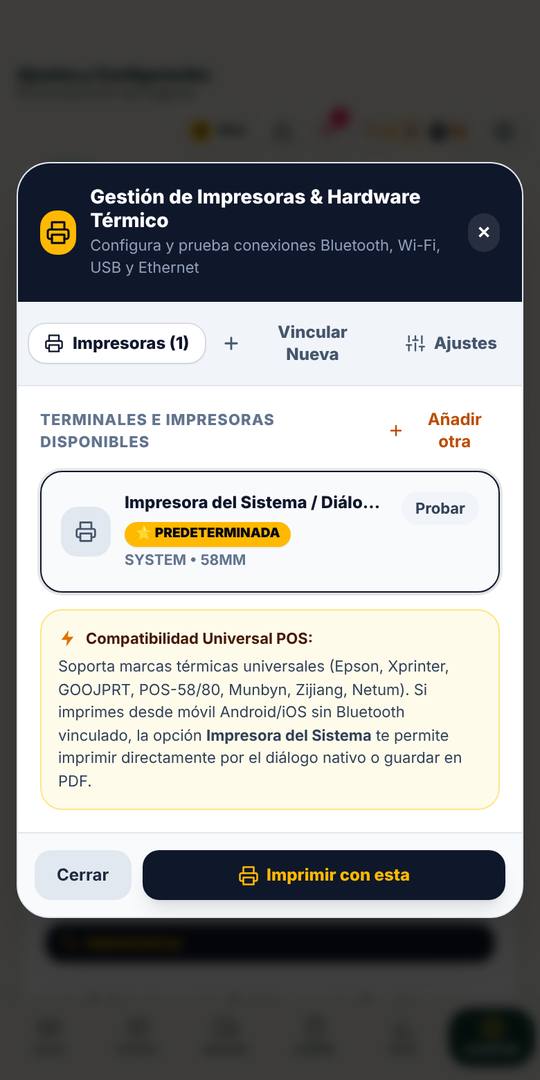 Gestión de Impresoras & Hardware
Térmico
Configura y prueba conexiones Bluetooth, Wi-Fi,
USB y Ethernet
Impresoras (1)
Vincular
Nueva
Ajustes
TERMINALES E IMPRESORAS
DISPONIBLES
Añadir
otra
Impresora del Sistema / Diálo...
Probar
⭐ PREDETERMINADA
SYSTEM • 58MM
Compatibilidad Universal POS:
Soporta marcas térmicas universales (Epson, Xprinter,
GOOJPRT, POS-58/80, Munbyn, Zijiang, Netum). Si
imprimes desde móvil Android/iOS sin Bluetooth
vinculado, la opción Impresora del Sistema te permite
imprimir directamente por el diálogo nativo o guardar en
PDF.
Cerrar
Imprimir con esta